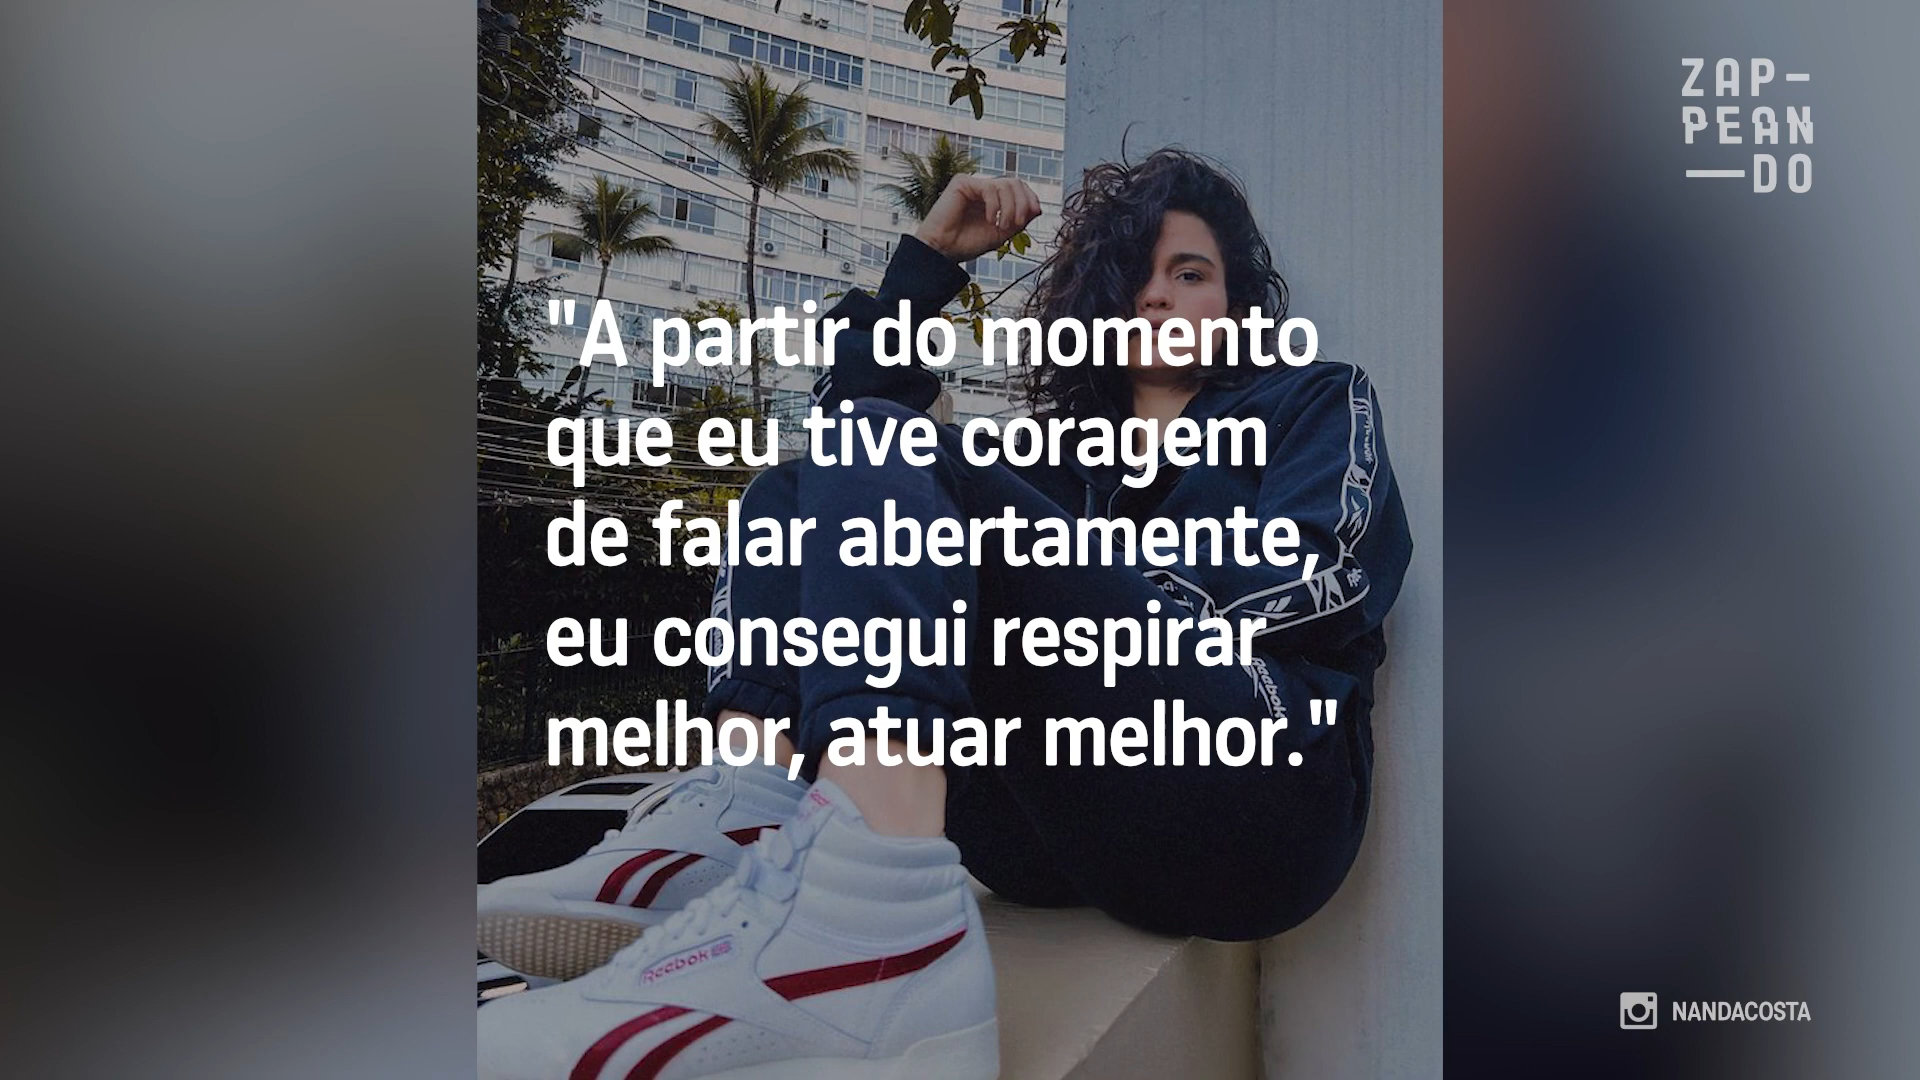 ZAP-
PEAN
—DO
"A partir do momento
que eu tive coragem
de falar abertamente,
eu consegui respirar
melhor, atuar melhor."
Reebok
Reebok
NANDACOSTA